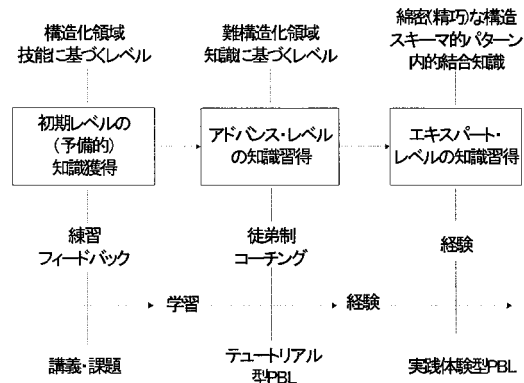 構造化領域
技能に基づくレベル
難構造化領域
知識に基づくレベル
綿密(精巧)な構造
スキーマ的パターン
内的結合知識
初期レベルの
(予備的)
知識獲得
アドバンス・レベル
の知識習得
エキスパート・
レベルの知識習得
練習
フィードバック
徒弟制
コーチング
経験
学習
経験
講義・課題
テュートリアル
型PBL
実践体験型PBL